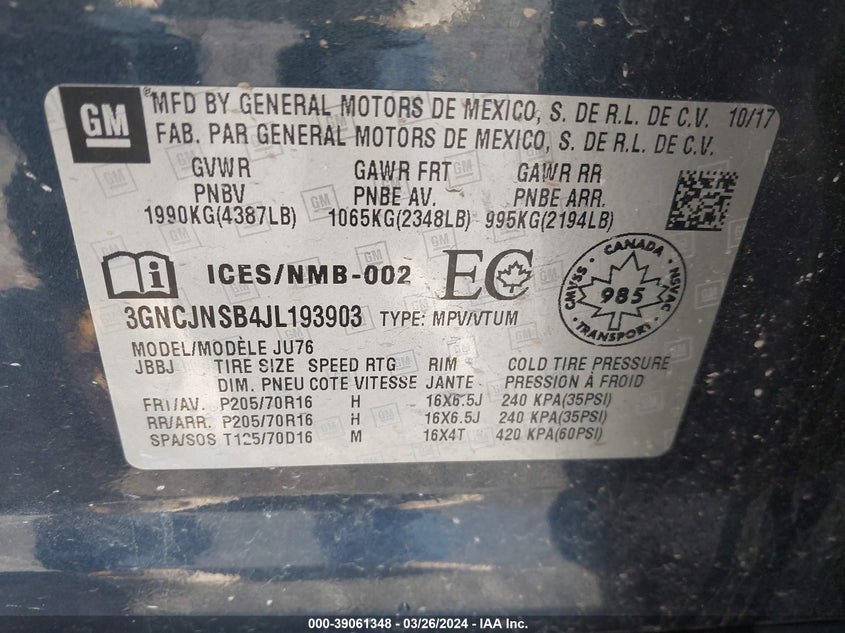 GM
® MFD BY GENERAL MOTORS DE MEXICO, S. DE R.L. DE C.V. 10/17
FAB. PAR GENERAL MOTORS DE MEXICO, S. DE R.L. DE C.V.
GVWR GAWR FRT GAWR RR
PNBV PNBE AV. PNBE ARR.
1990KG(4387LB) 1065KG(2348LB) 995KG(2194LB)
ICES/NMB-002 EC
CANADA CMVSS NSVAC 985 TRANSPORT
3GNCJNSB4JL193903 TYPE: MPV/VTUM
MODEL/MODÈLE JU76
JBBJ TIRE SIZE SPEED RTG RIM COLD TIRE PRESSURE
DIM. PNEU COTE VITESSE JANTE PRESSION À FROID
FRT/AV. P205/70R16 H 16X6.5J 240 KPA(35PSI)
RR/ARR. P205/70R16 H 16X6.5J 240 KPA(35PSI)
SPA/SOS T125/70D16 M 16X4T 420 KPA(60PSI)
000-39061348 - 03/26/2024 - IAA Inc.